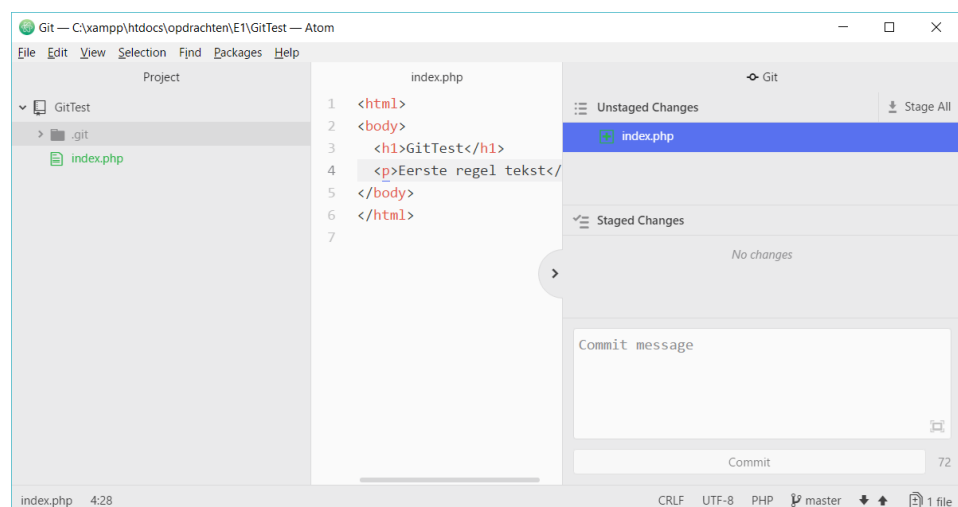 Git — C:\xampp\htdocs\opdrachten\E1\GitTest — Atom
File Edit View Selection Find Packages Help
Project
GitTest
.git
index.php
index.php
1 <html>
2 <body>
3 <h1>GitTest</h1>
4 <p>Eerste regel tekst</
5 </body>
6 </html>
7
Git
Unstaged Changes Stage All
index.php
Staged Changes
No changes
Commit message
Commit 72
index.php 4:28 CRLF UTF-8 PHP master 1 file